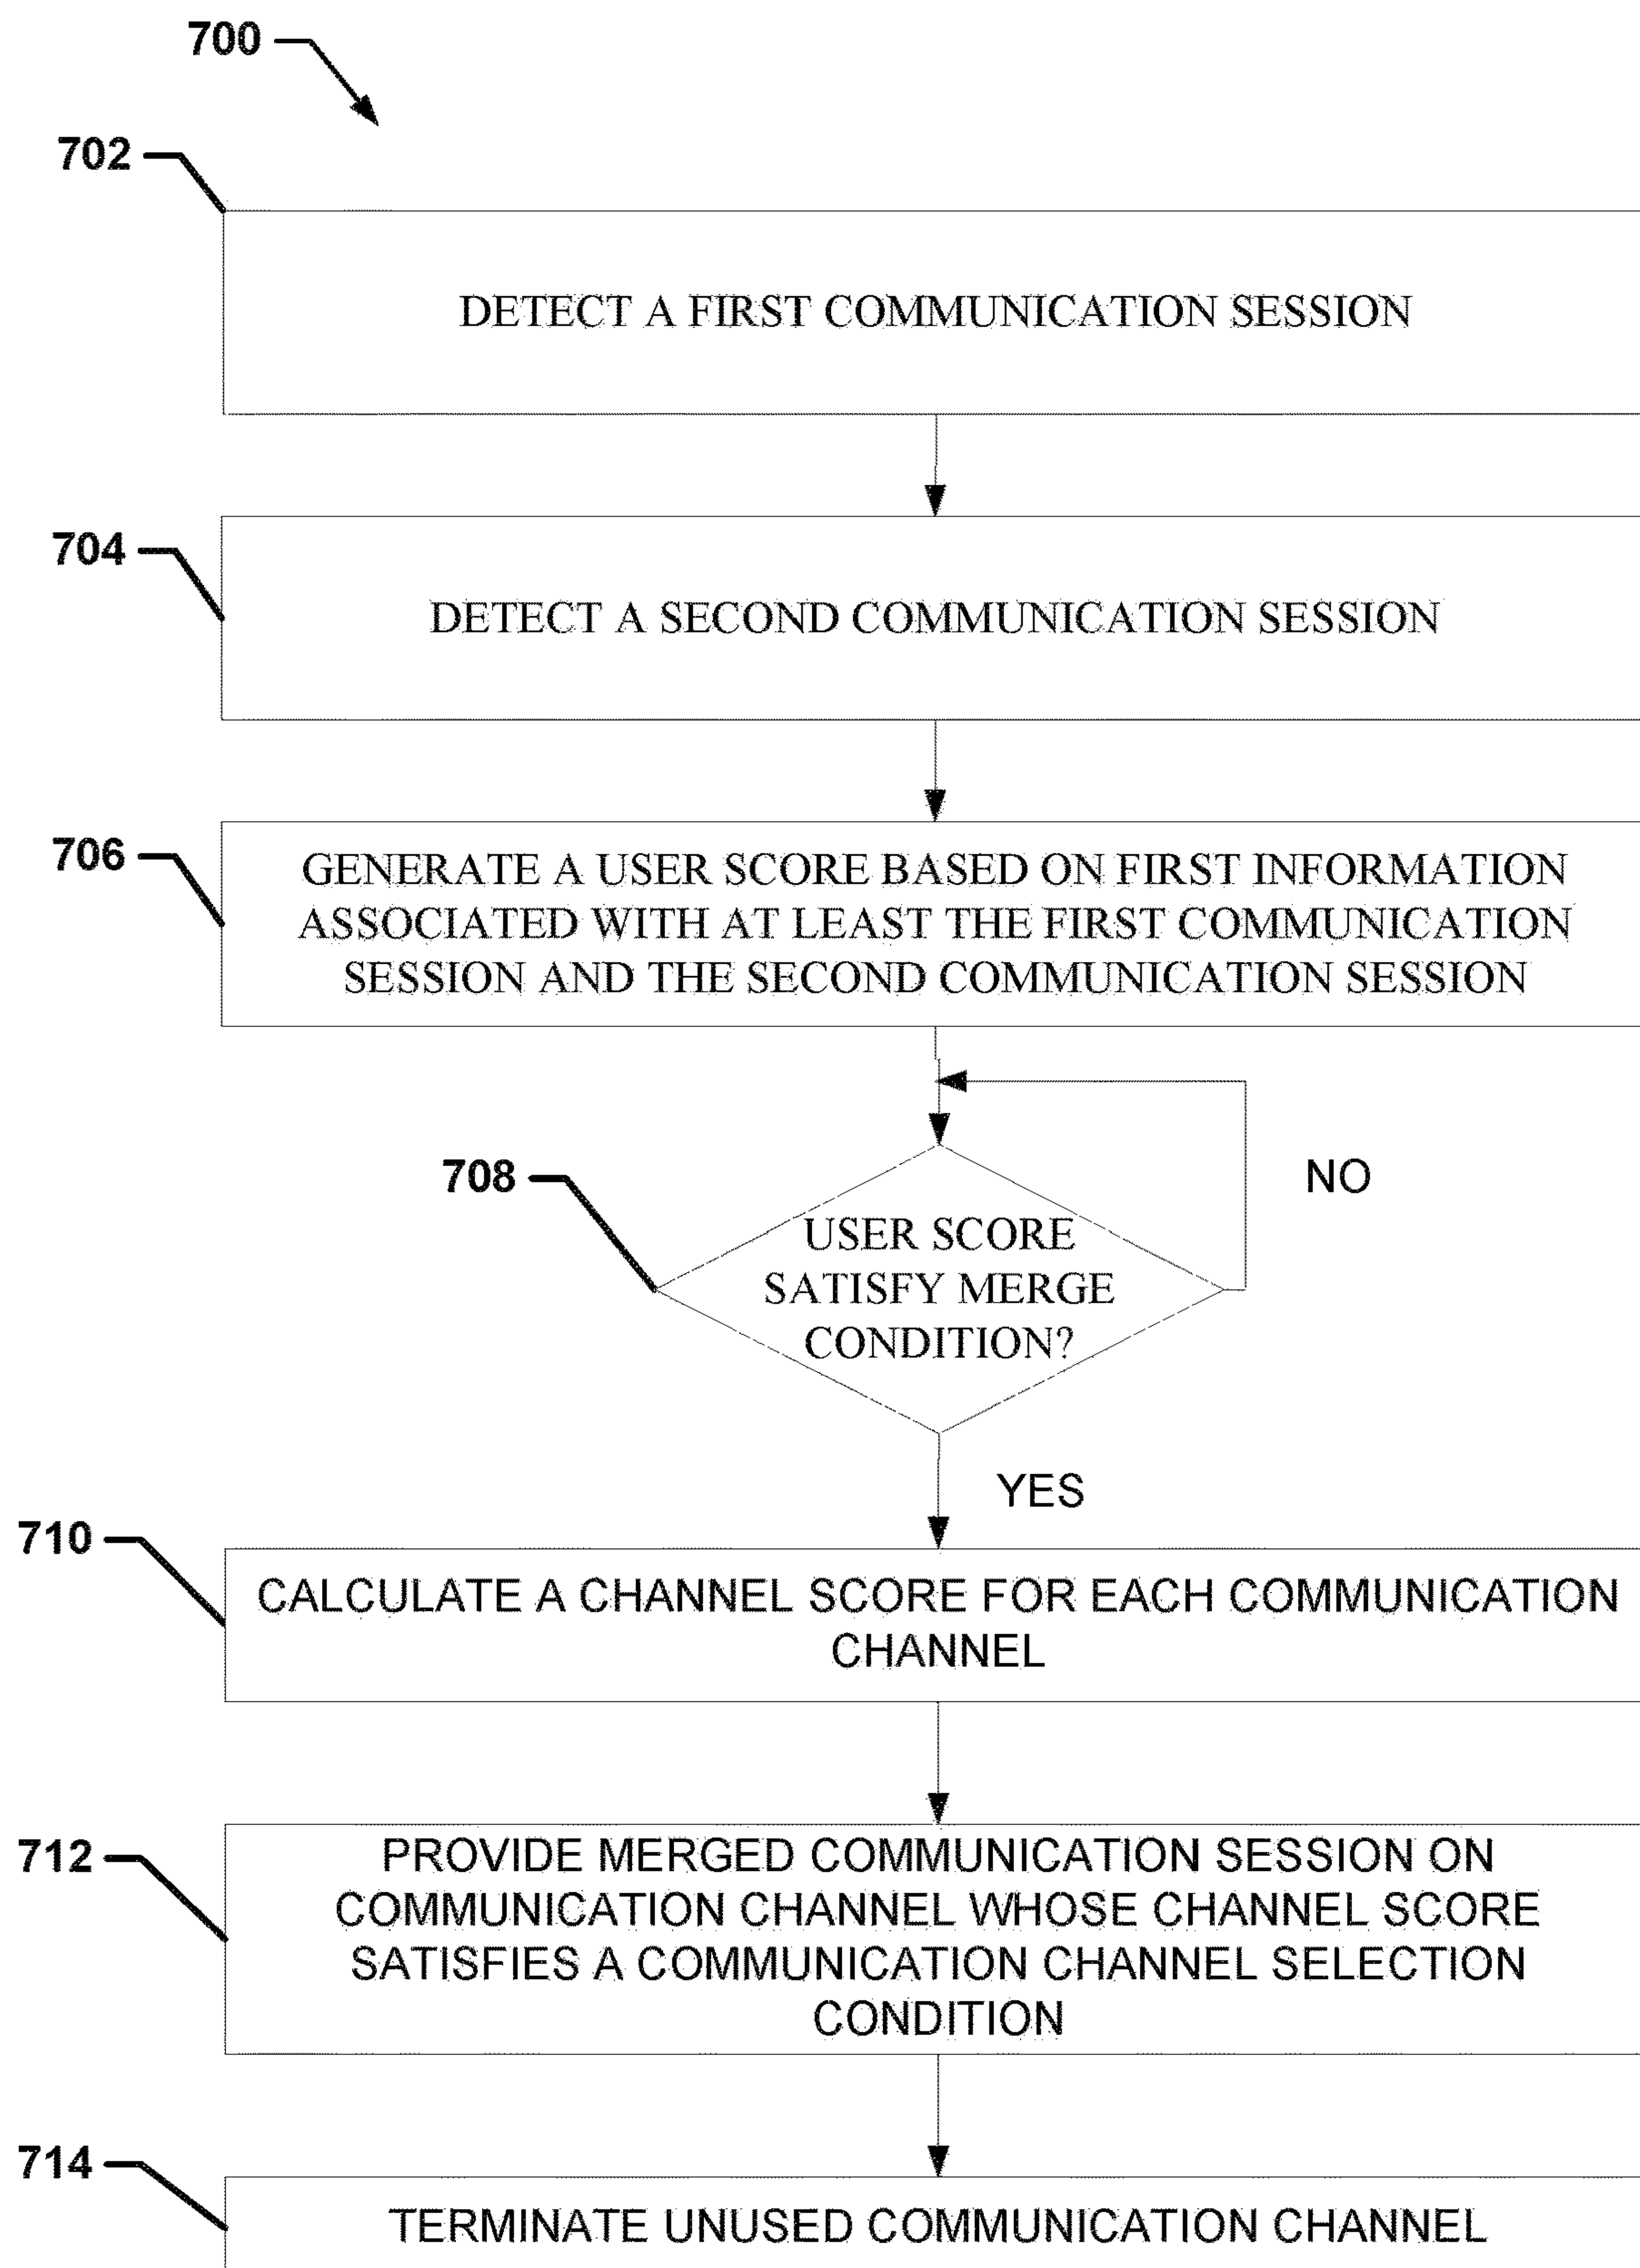 700
702
DETECT A FIRST COMMUNICATION SESSION
704
DETECT A SECOND COMMUNICATION SESSION
706
GENERATE A USER SCORE BASED ON FIRST INFORMATION
ASSOCIATED WITH AT LEAST THE FIRST COMMUNICATION
SESSION AND THE SECOND COMMUNICATION SESSION
708
NO
USER SCORE
SATISFY MERGE
CONDITION?
YES
710
CALCULATE A CHANNEL SCORE FOR EACH COMMUNICATION
CHANNEL
712
PROVIDE MERGED COMMUNICATION SESSION ON
COMMUNICATION CHANNEL WHOSE CHANNEL SCORE
SATISFIES A COMMUNICATION CHANNEL SELECTION
CONDITION
714
TERMINATE UNUSED COMMUNICATION CHANNEL